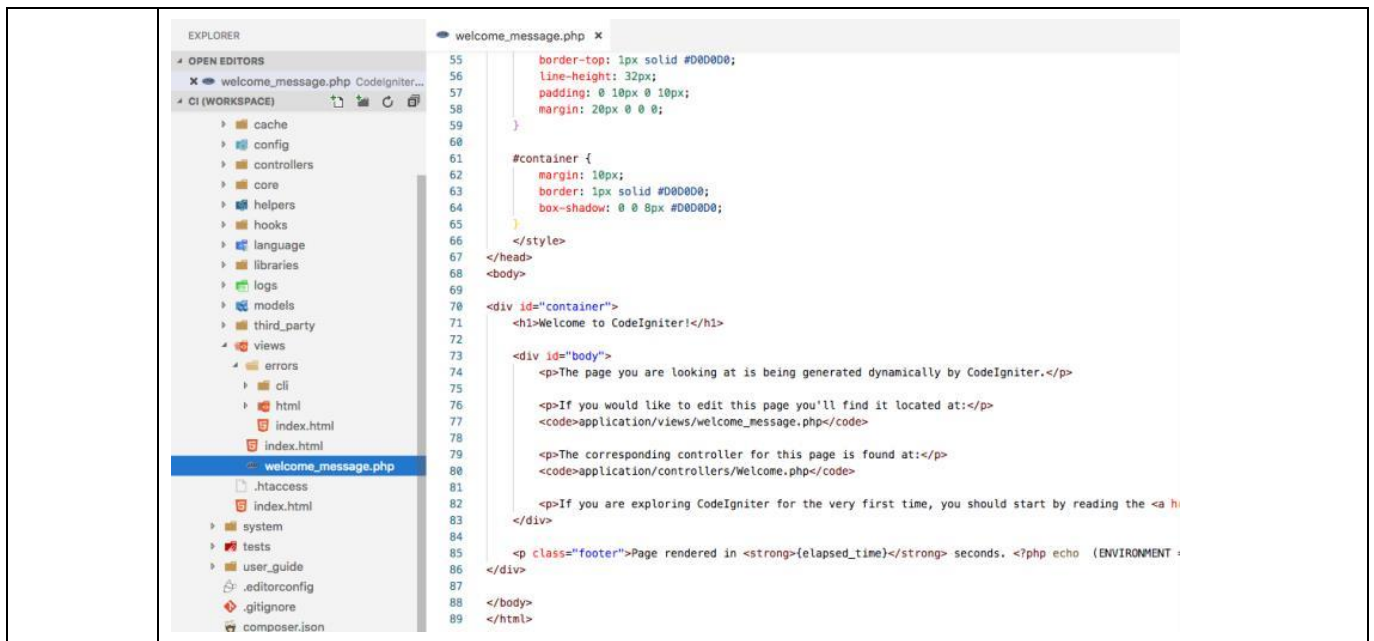 EXPLORER
OPEN EDITORS
welcome_message.php CodeIgniter...
CI (WORKSPACE)
cache
config
controllers
core
helpers
hooks
language
libraries
logs
models
third_party
views
errors
cli
html
index.html
index.html
welcome_message.php
.htaccess
index.html
system
tests
user_guide
.editorconfig
.gitignore
composer.json
welcome_message.php ×
55 border-top: 1px solid #D0D0D0;
56 line-height: 32px;
57 padding: 0 10px 0 10px;
58 margin: 20px 0 0 0;
59 }
60
61 #container {
62 margin: 10px;
63 border: 1px solid #D0D0D0;
64 box-shadow: 0 0 8px #D0D0D0;
65 }
66 </style>
67 </head>
68 <body>
69
70 <div id="container">
71 <h1>Welcome to CodeIgniter!</h1>
72
73 <div id="body">
74 <p>The page you are looking at is being generated dynamically by CodeIgniter.</p>
75
76 <p>If you would like to edit this page you'll find it located at:</p>
77 <code>application/views/welcome_message.php</code>
78
79 <p>The corresponding controller for this page is found at:</p>
80 <code>application/controllers/Welcome.php</code>
81
82 <p>If you are exploring CodeIgniter for the very first time, you should start by reading the <a h
83 </div>
84
85 <p class="footer">Page rendered in <strong>{elapsed_time}</strong> seconds. <?php echo (ENVIRONMENT =
86 </div>
87
88 </body>
89 </html>